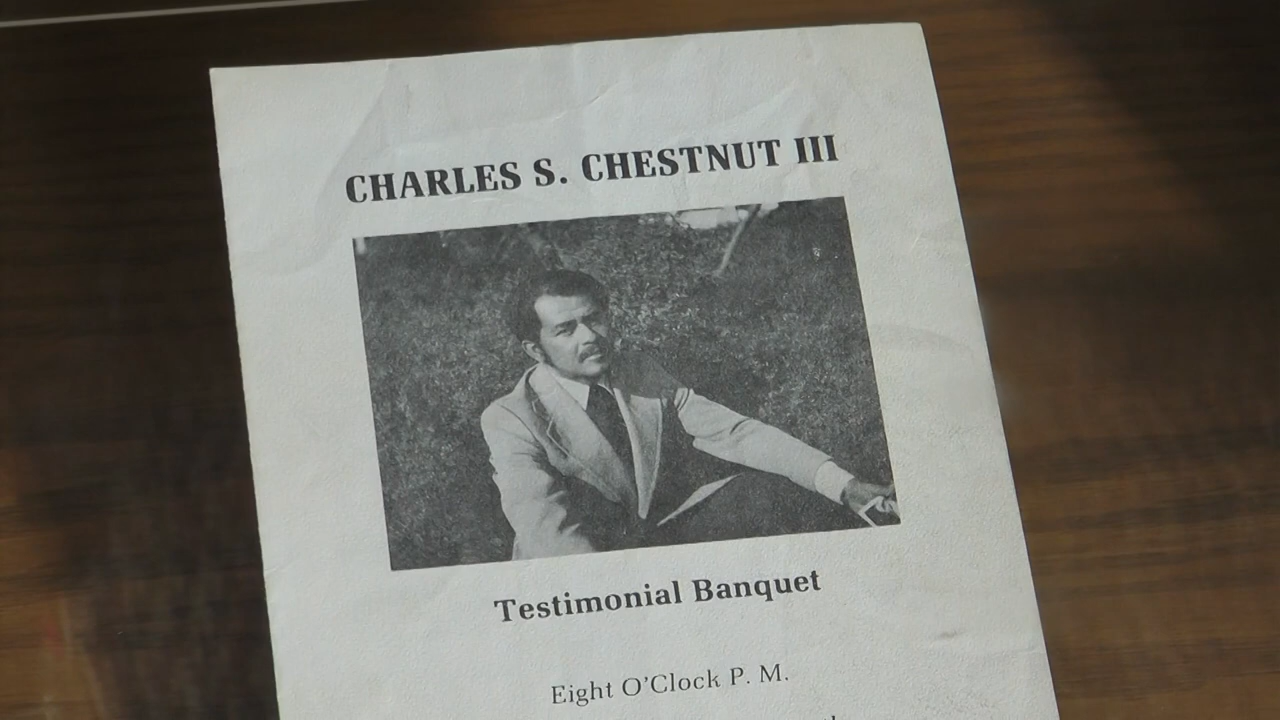 CHARLES S. CHESTNUT III
Testimonial Banquet
Eight O'Clock P. M.